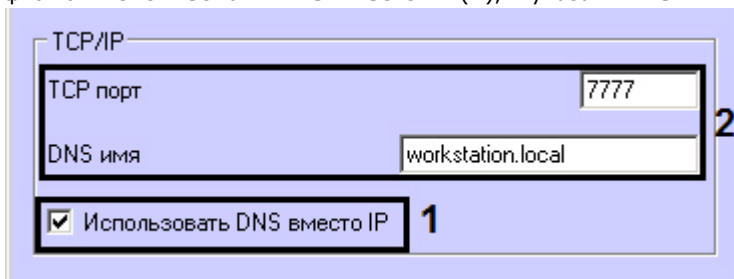 TCP/IP
TCP порт 7777
DNS имя workstation.local
2
Использовать DNS вместо IP 1